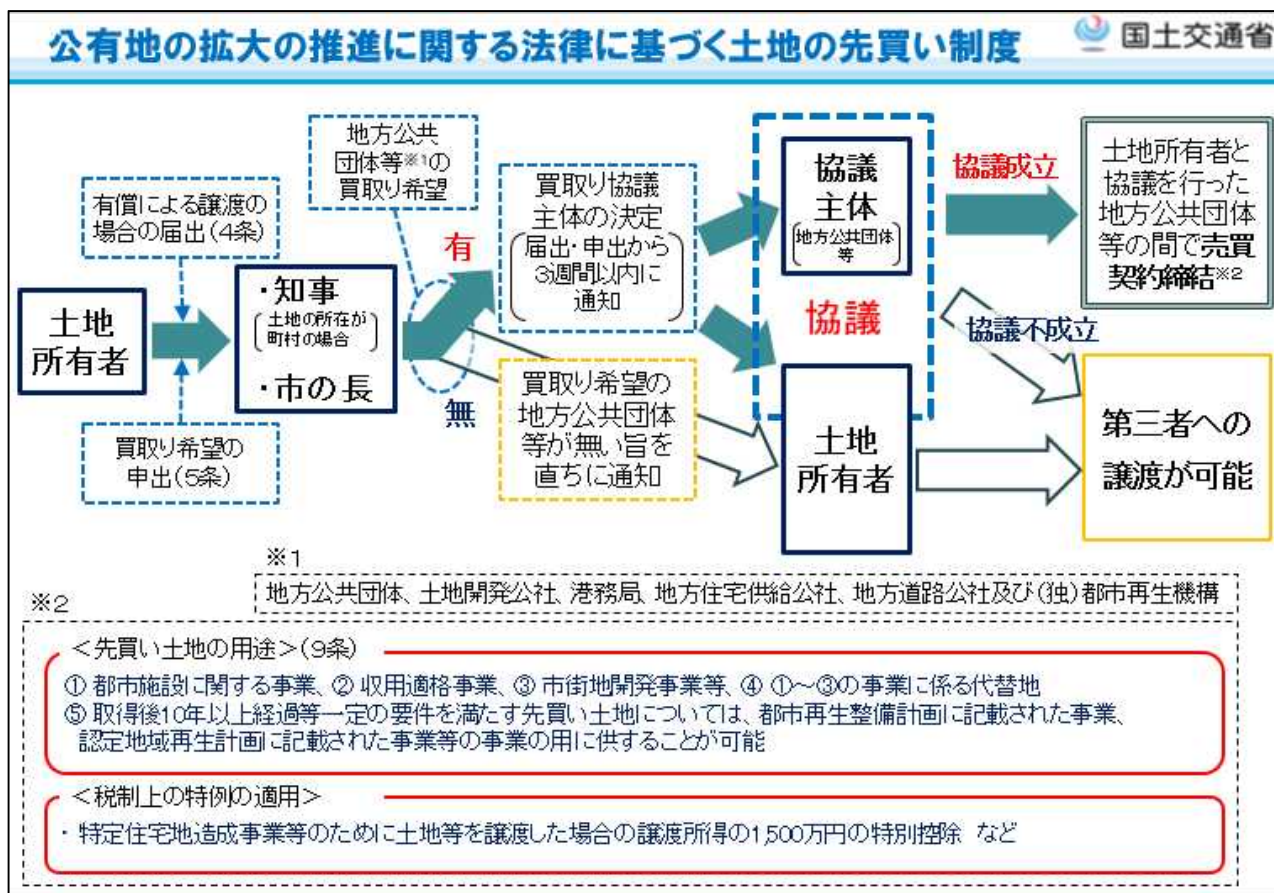 公有地の拡大の推進に関する法律に基づく土地の先買い制度
国土交通省
土地
所有者
有償による譲渡の
場合の届出(4条)
買取り希望の
申出(5条)
・知事
土地の所在が
町村の場合
・市の長
地方公共
団体等※1の
買取り希望
有
無
買取り協議
主体の決定
届出・申出から
3週間以内に
通知
買取り希望の
地方公共団体
等が無い旨を
直ちに通知
協議
主体
地方公共団体
等
協議
土地
所有者
協議成立
協議不成立
土地所有者と
協議を行った
地方公共団体
等の間で売買
契約締結※2
第三者への
譲渡が可能
※1
地方公共団体、土地開発公社、港務局、地方住宅供給公社、地方道路公社及び(独)都市再生機構
※2
<先買い土地の用途>(9条)
① 都市施設に関する事業、② 収用適格事業、③ 市街地開発事業等、④ ①～③の事業に係る代替地
⑤ 取得後10年以上経過等一定の要件を満たす先買い土地については、都市再生整備計画に記載された事業、
認定地域再生計画に記載された事業等の事業の用に供することが可能
<税制上の特例の適用>
・ 特定住宅地造成事業等のために土地等を譲渡した場合の譲渡所得の1,500万円の特別控除 など